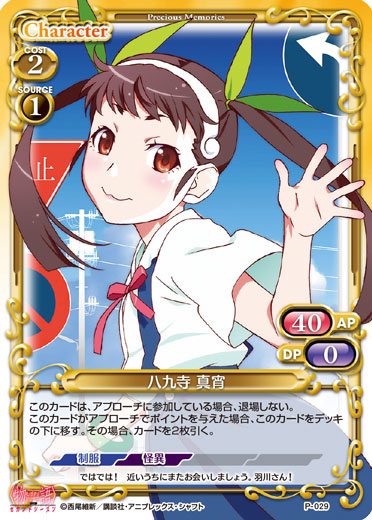 Precious Memories
Character
COST
2
SOURCE
1
止
40 AP
DP 0
八九寺 真宵
このカードは、アプローチに参加している場合、退場しない。
このカードがアプローチでポイントを与えた場合、このカードをデッキ
の下に移す。その場合、カードを2枚引く。
制服 怪異
ではでは! 近いうちにまたお会いしましょう。羽川さん!
©西尾維新/講談社・アニプレックス・シャフト
P-029